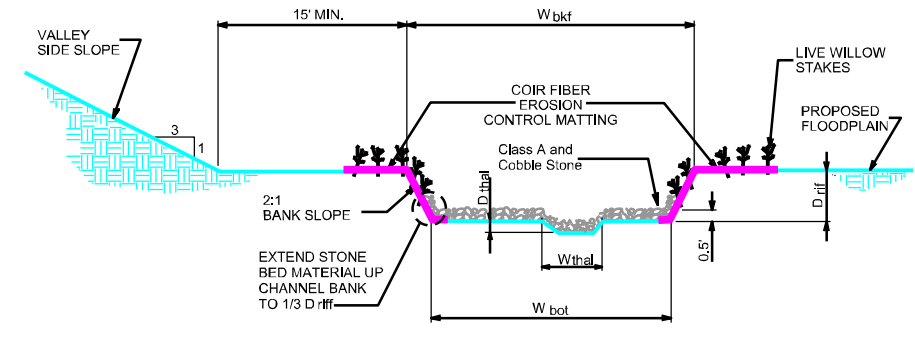 15' MIN.
W bkf
VALLEY
SIDE SLOPE
LIVE WILLOW
STAKES
COIR FIBER
EROSION
CONTROL MATTING
PROPOSED
FLOODPLAIN
3
1
Class A and
Cobble Stone
D thal
D rif
2:1
BANK SLOPE
0.5'
EXTEND STONE
BED MATERIAL UP
CHANNEL BANK
TO 1/3 D riff
W thal
W bot